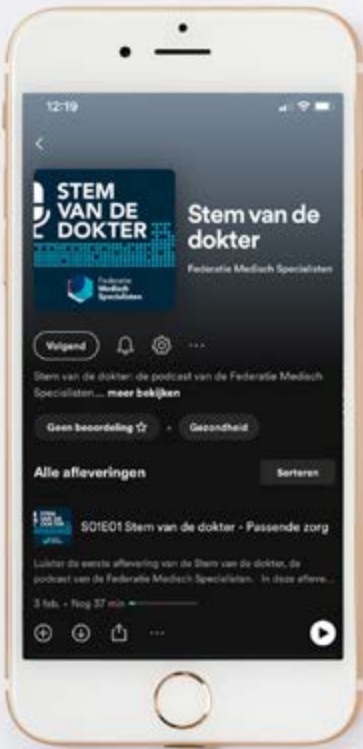 12:19
STEM
VAN DE
DOKTER
Federatie
Medisch
Specialisten
Stem van de
dokter
Federatie Medisch Specialisten
Volgend
Stem van de dokter: de podcast van de Federatie Medisch
Specialisten.... meer bekijken
Geen beoordeling
Gezondheid
Alle afleveringen
Sorteren
S01E01 Stem van de dokter - Passende zorg
Luister de eerste aflevering van de Stem van de dokter, de
podcast van de Federatie Medisch Specialisten. In deze afleve...
3 feb. • Nog 37 min